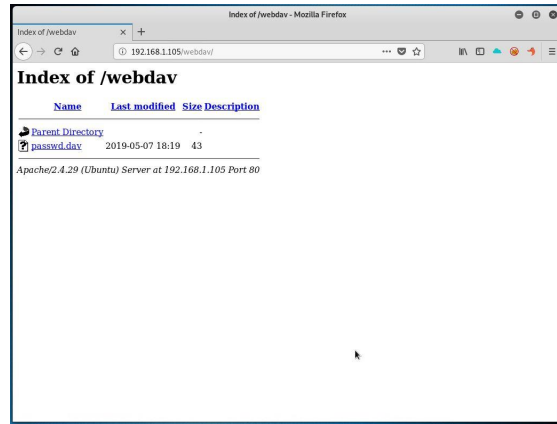 Index of /webdav - Mozilla Firefox
Index of /webdav
192.168.1.105/webdav/
Index of /webdav
Name Last modified Size Description
Parent Directory -
passwd.dav 2019-05-07 18:19 43
Apache/2.4.29 (Ubuntu) Server at 192.168.1.105 Port 80